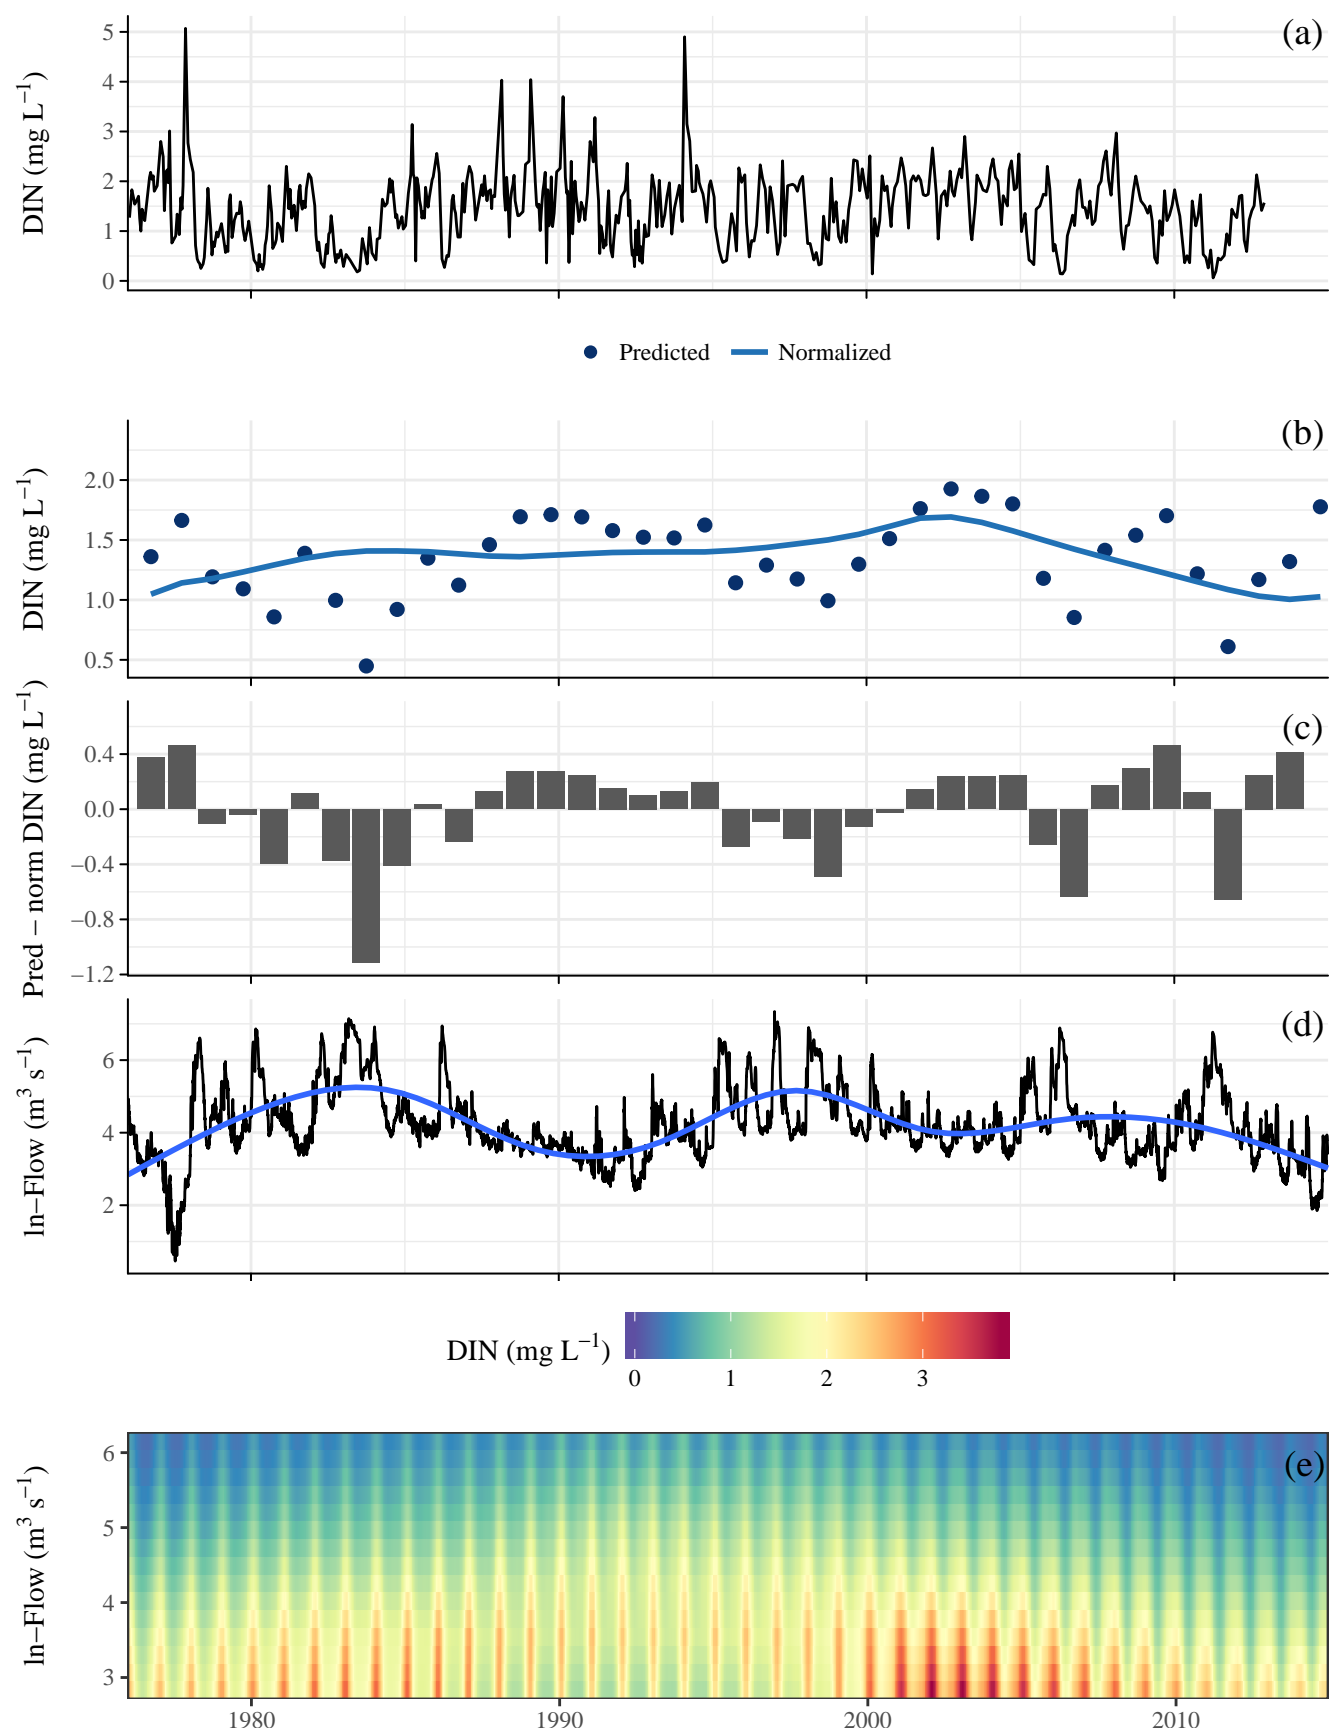 (a)
DIN (mg L⁻¹)
5
4
3
2
1
0
Predicted Normalized
(b)
DIN (mg L⁻¹)
2.0
1.5
1.0
0.5
(c)
Pred − norm DIN (mg L⁻¹)
0.4
0.0
−0.4
−0.8
−1.2
(d)
ln−Flow (m³ s⁻¹)
6
4
2
DIN (mg L⁻¹)
0 1 2 3
(e)
ln−Flow (m³ s⁻¹)
6
5
4
3
1980 1990 2000 2010